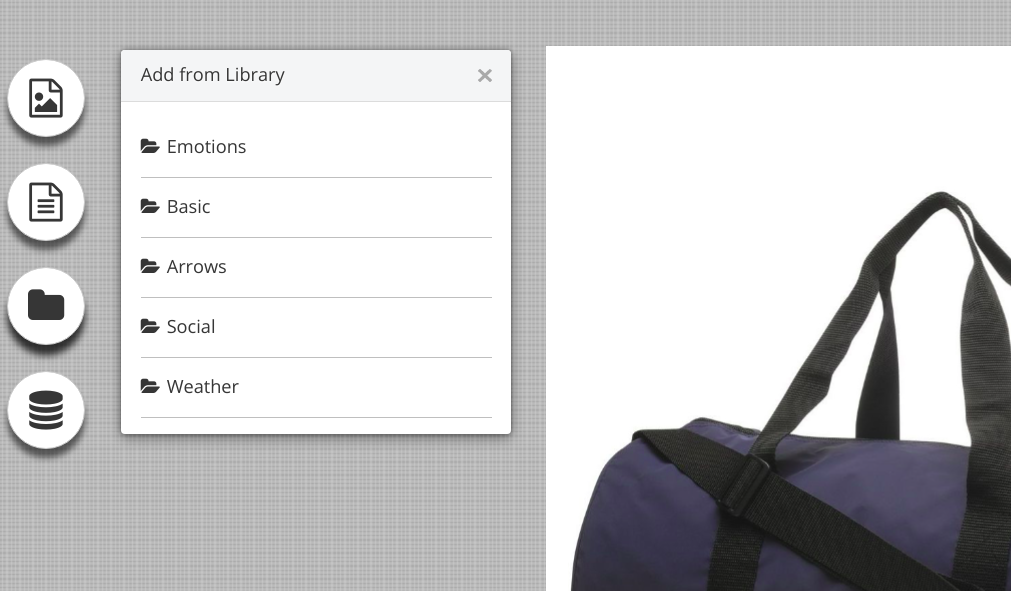 Add from Library
Emotions
Basic
Arrows
Social
Weather